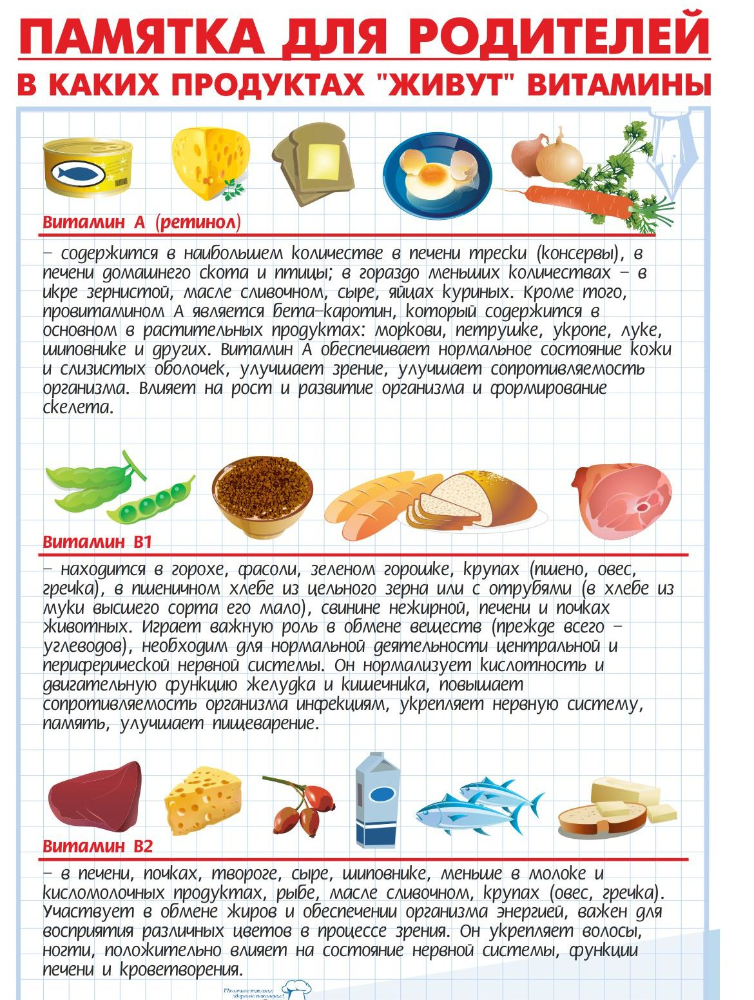 ПАМЯТКА ДЛЯ РОДИТЕЛЕЙ
В КАКИХ ПРОДУКТАХ "ЖИВУТ" ВИТАМИНЫ
Витамин А (ретинол)
– содержится в наибольшем количестве в печени трески (консервы), в
печени домашнего скота и птицы; в гораздо меньших количествах – в
икре зернистой, масле сливочном, сыре, яйцах куриных. Кроме того,
провитамином А является бета-каротин, который содержится в
основном в растительных продуктах: моркови, петрушке, укропе, луке,
шиповнике и других. Витамин А обеспечивает нормальное состояние кожи
и слизистых оболочек, улучшает зрение, улучшает сопротивляемость
организма. Влияет на рост и развитие организма и формирование
скелета.
Витамин В1
– находится в горохе, фасоли, зеленом горошке, крупах (пшено, овес,
гречка), в пшеничном хлебе из цельного зерна или с отрубями (в хлебе из
муки высшего сорта его мало), свинине нежирной, печени и почках
животных. Играет важную роль в обмене веществ (прежде всего –
углеводов), необходим для нормальной деятельности центральной и
периферической нервной системы. Он нормализует кислотность и
двигательную функцию желудка и кишечника, повышает
сопротивляемость организма инфекциям, укрепляет нервную систему,
память, улучшает пищеварение.
Витамин В2
– в печени, почках, твороге, сыре, шиповнике, меньше в молоке и
кисломолочных продуктах, рыбе, масле сливочном, крупах (овес, гречка).
Участвует в обмене жиров и обеспечении организма энергией, важен для
восприятия различных цветов в процессе зрения. Он укрепляет волосы,
ногти, положительно влияет на состояние нервной системы, функции
печени и кроветворения.
Школьное питание
здоровое поколение!